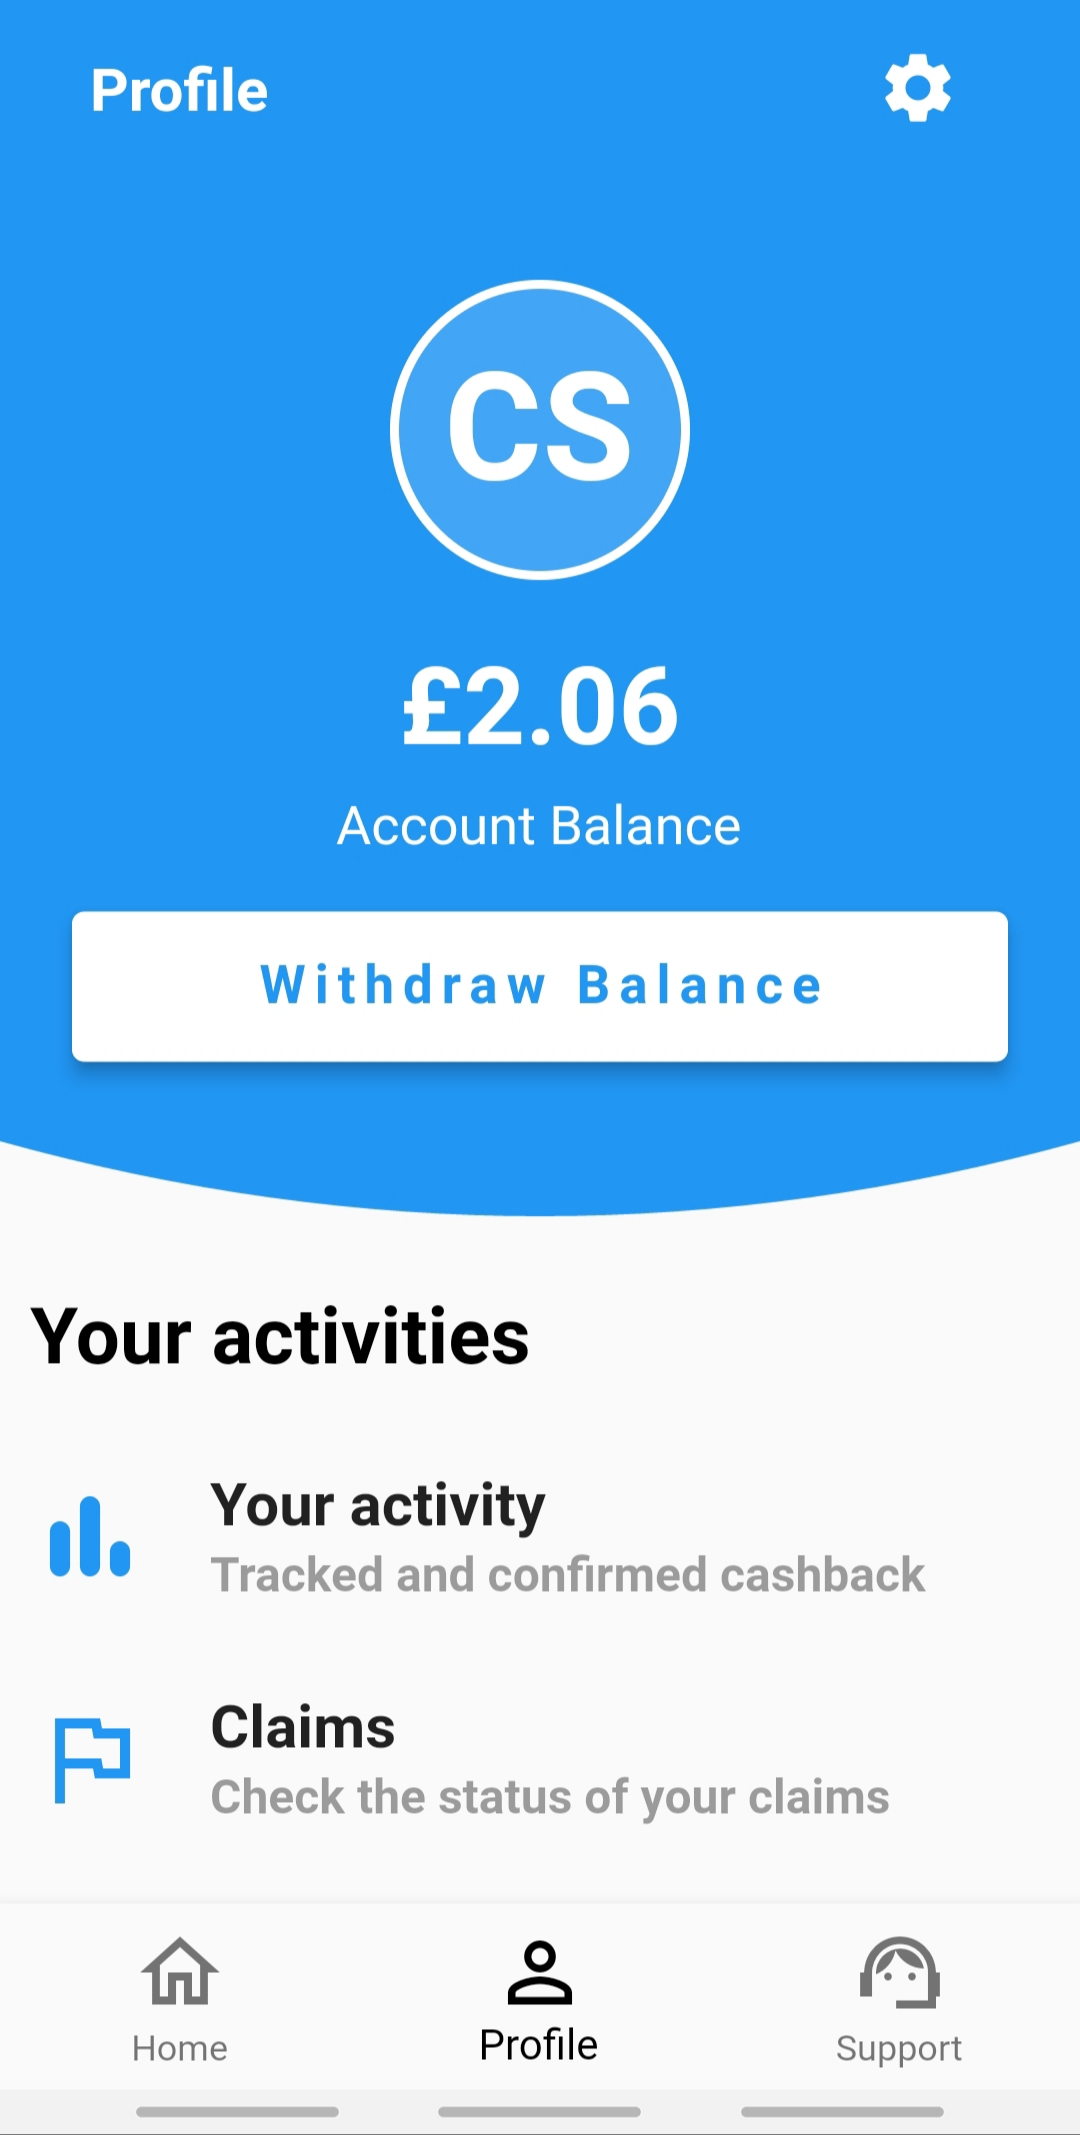 Profile
CS
£2.06
Account Balance
Withdraw Balance
Your activities
Your activity
Tracked and confirmed cashback
Claims
Check the status of your claims
Home
Profile
Support